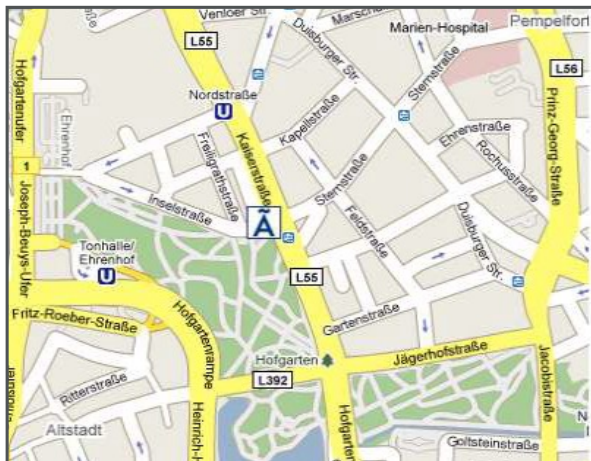 Venloer Str.
Marsch
Marien-Hospital
Pempelfort
L55
L56
Duisburger Str.
Sternstraße
Hofgartenufer
Nordstraße
U
Kapellstraße
Ehrenstraße
Prinz-Georg-Straße
Ehrenhof
Freiligrathstraße
Kaiserstraße
Rochusstraße
1
Sternstraße
Inselstraße
Feldstraße
Duisburger Str.
Joseph-Beuys-Ufer
Ã
Tonhalle/
Ehrenhof
U
L55
Fritz-Roeber-Straße
Hofgartenrampe
Gartenstraße
Hofgarten
Jägerhofstraße
L392
Ritterstraße
Jacobistraße
Altstadt
Heinrich-H
Hofgart
Goltsteinstraße
N